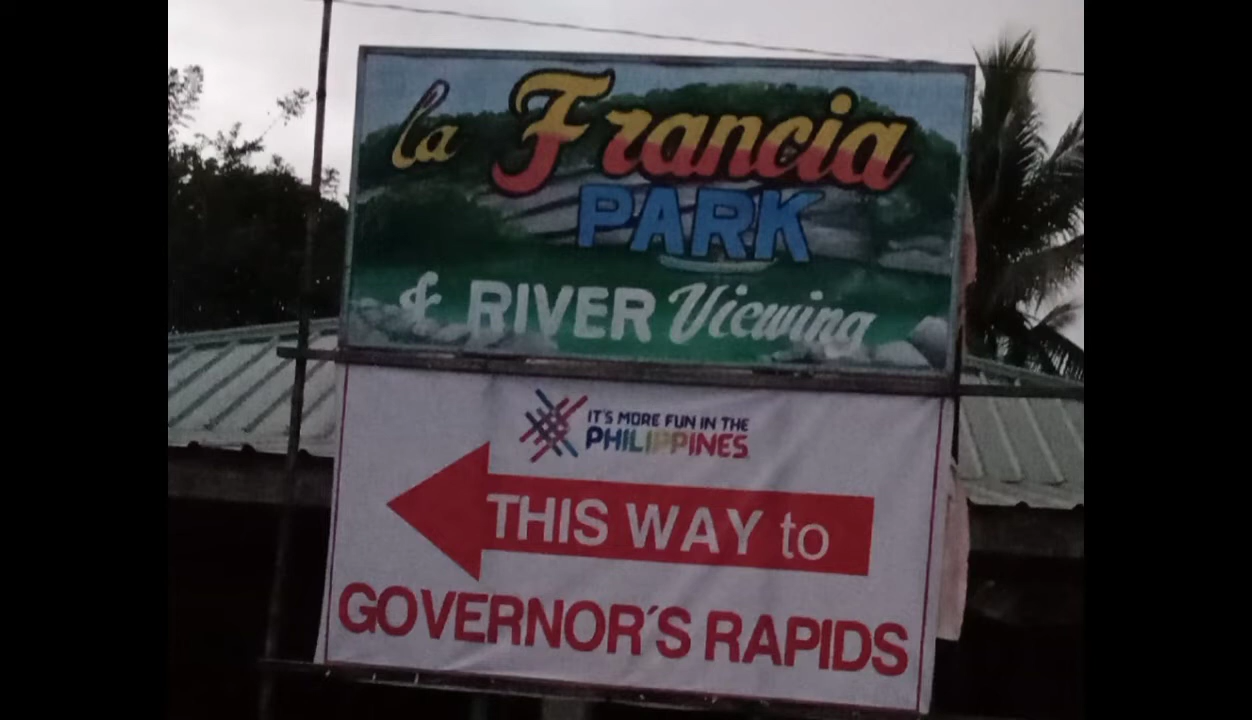 la Francia
PARK
& RIVER Viewing
IT'S MORE FUN IN THE
PHILIPPINES
THIS WAY to
GOVERNOR'S RAPIDS